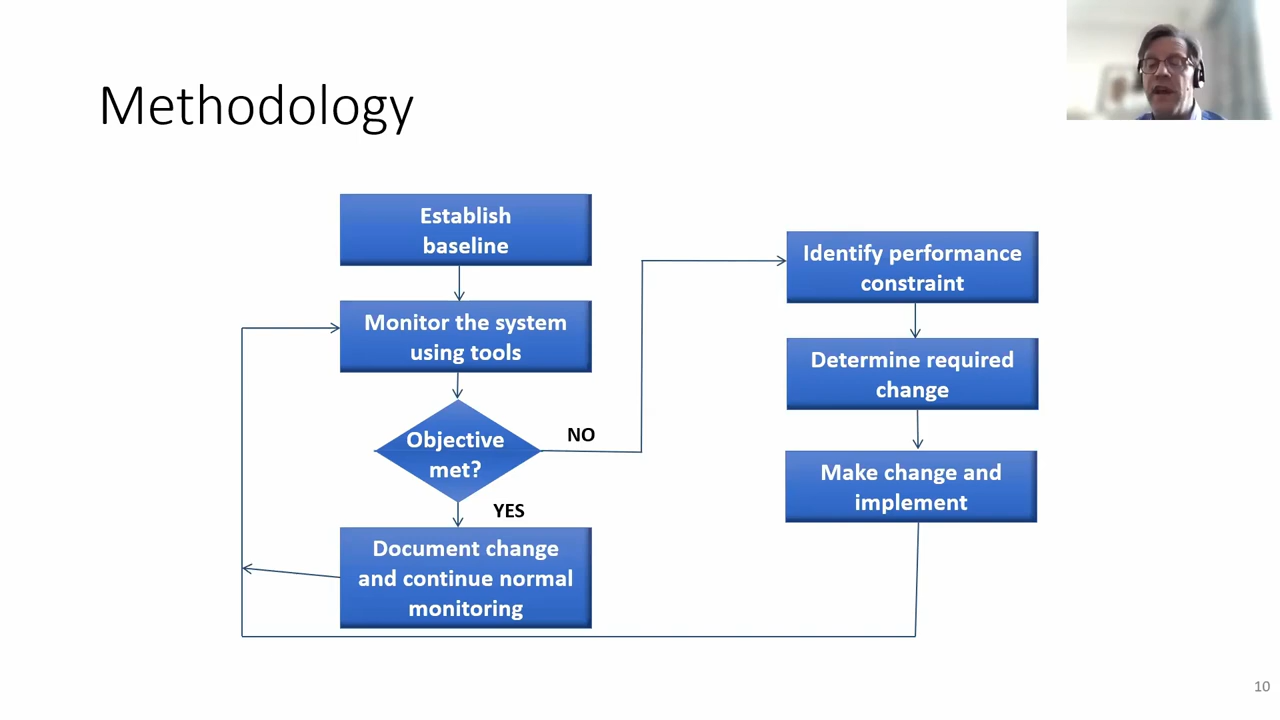 Methodology
Establish
baseline
Monitor the system
using tools
Objective
met?
NO
YES
Document change
and continue normal
monitoring
Identify performance
constraint
Determine required
change
Make change and
implement
10